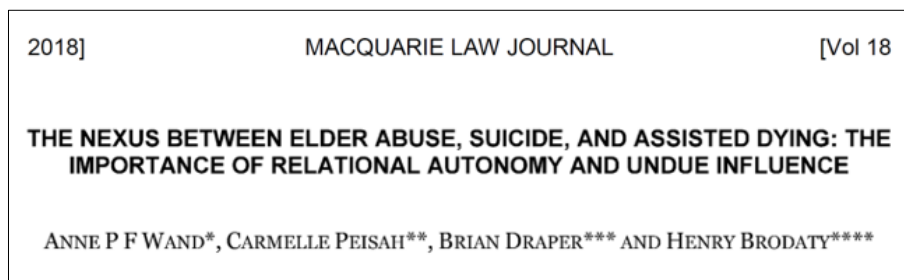 2018] MACQUARIE LAW JOURNAL [Vol 18
THE NEXUS BETWEEN ELDER ABUSE, SUICIDE, AND ASSISTED DYING: THE
IMPORTANCE OF RELATIONAL AUTONOMY AND UNDUE INFLUENCE
ANNE P F WAND*, CARMELLE PEISAH**, BRIAN DRAPER*** AND HENRY BRODATY****